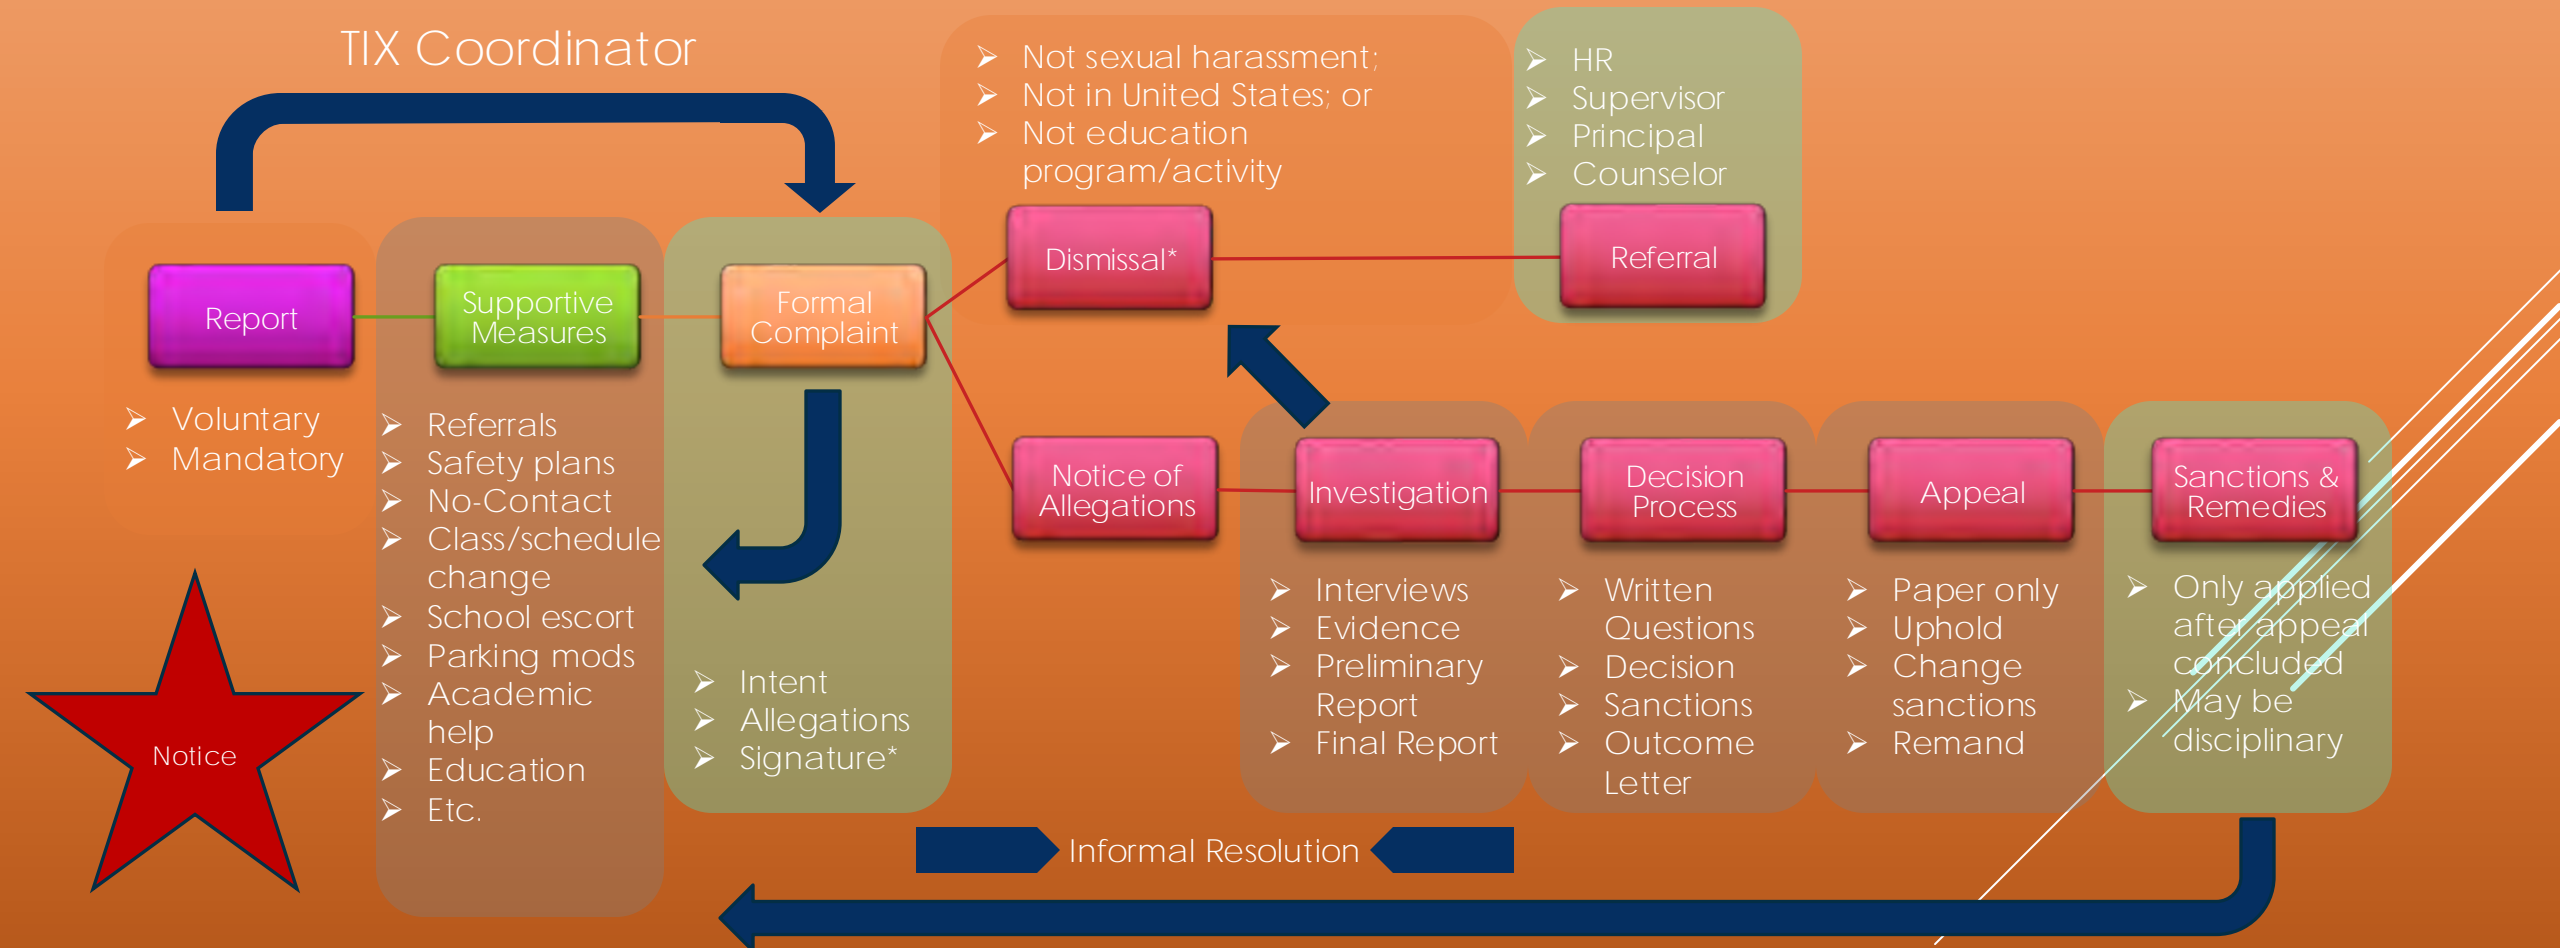 TIX Coordinator
Not sexual harassment;
Not in United States; or
Not education
program/activity
HR
Supervisor
Principal
Counselor
Dismissal*
Referral
Report
Supportive
Measures
Formal
Complaint
Voluntary
Mandatory
Referrals
Safety plans
No-Contact
Class/schedule
change
School escort
Parking mods
Academic
help
Education
Etc.
Intent
Allegations
Signature*
Notice
Notice of
Allegations
Investigation
Decision
Process
Appeal
Sanctions &
Remedies
Interviews
Evidence
Preliminary
Report
Final Report
Written
Questions
Decision
Sanctions
Outcome
Letter
Paper only
Uphold
Change
sanctions
Remand
Only applied
after appeal
concluded
May be
disciplinary
Informal Resolution